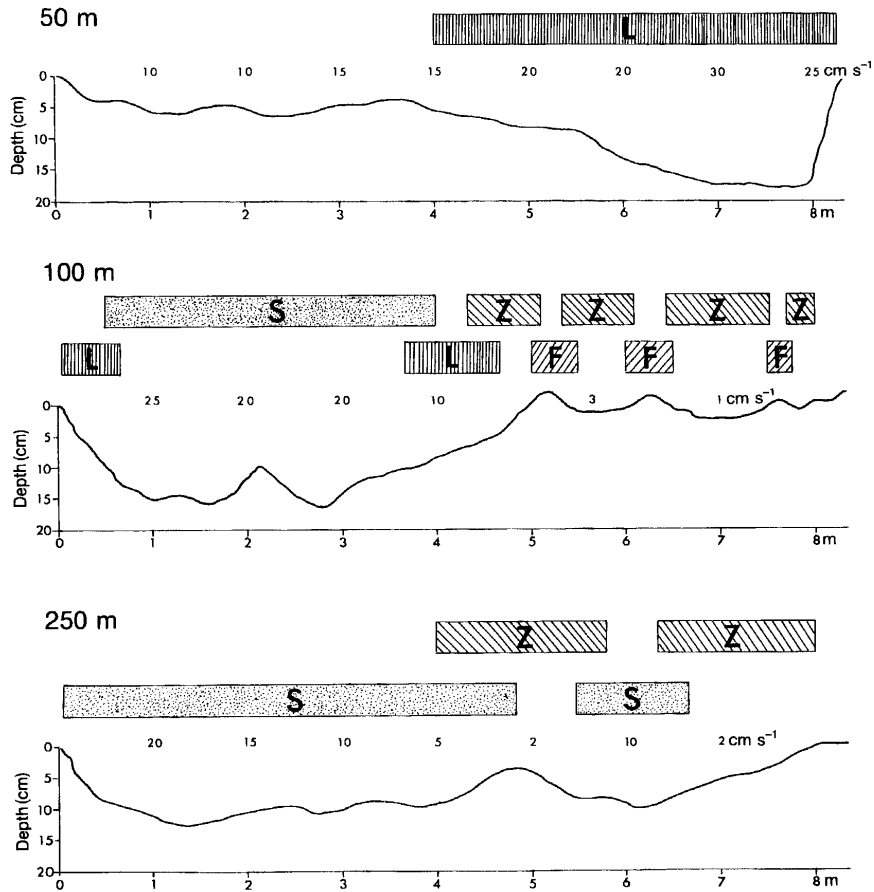 50 m
L
10 10 15 15 20 20 30 25 cm s⁻¹
Depth (cm)
0
5
10
15
20
0 1 2 3 4 5 6 7 8 m
100 m
S Z Z Z Z
L L F F F
25 20 20 10 3 1 cm s⁻¹
Depth (cm)
0
5
10
15
20
0 1 2 3 4 5 6 7 8 m
250 m
Z Z
S S
20 15 10 5 2 10 2 cm s⁻¹
Depth (cm)
0
5
10
15
20
0 1 2 3 4 5 6 7 8 m